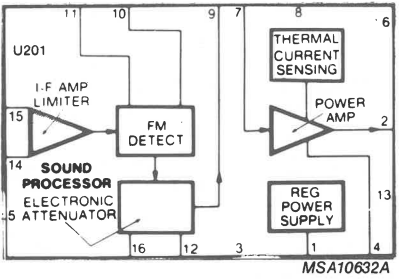 11 10 9 7 8 6
U201
THERMAL
CURRENT
SENSING
I-F AMP
LIMITER
POWER
AMP
15
FM
DETECT
2
14
SOUND
PROCESSOR
ELECTRONIC
ATTENUATOR
5
REG
POWER
SUPPLY
13
16 12 3 1 4
MSA10632A